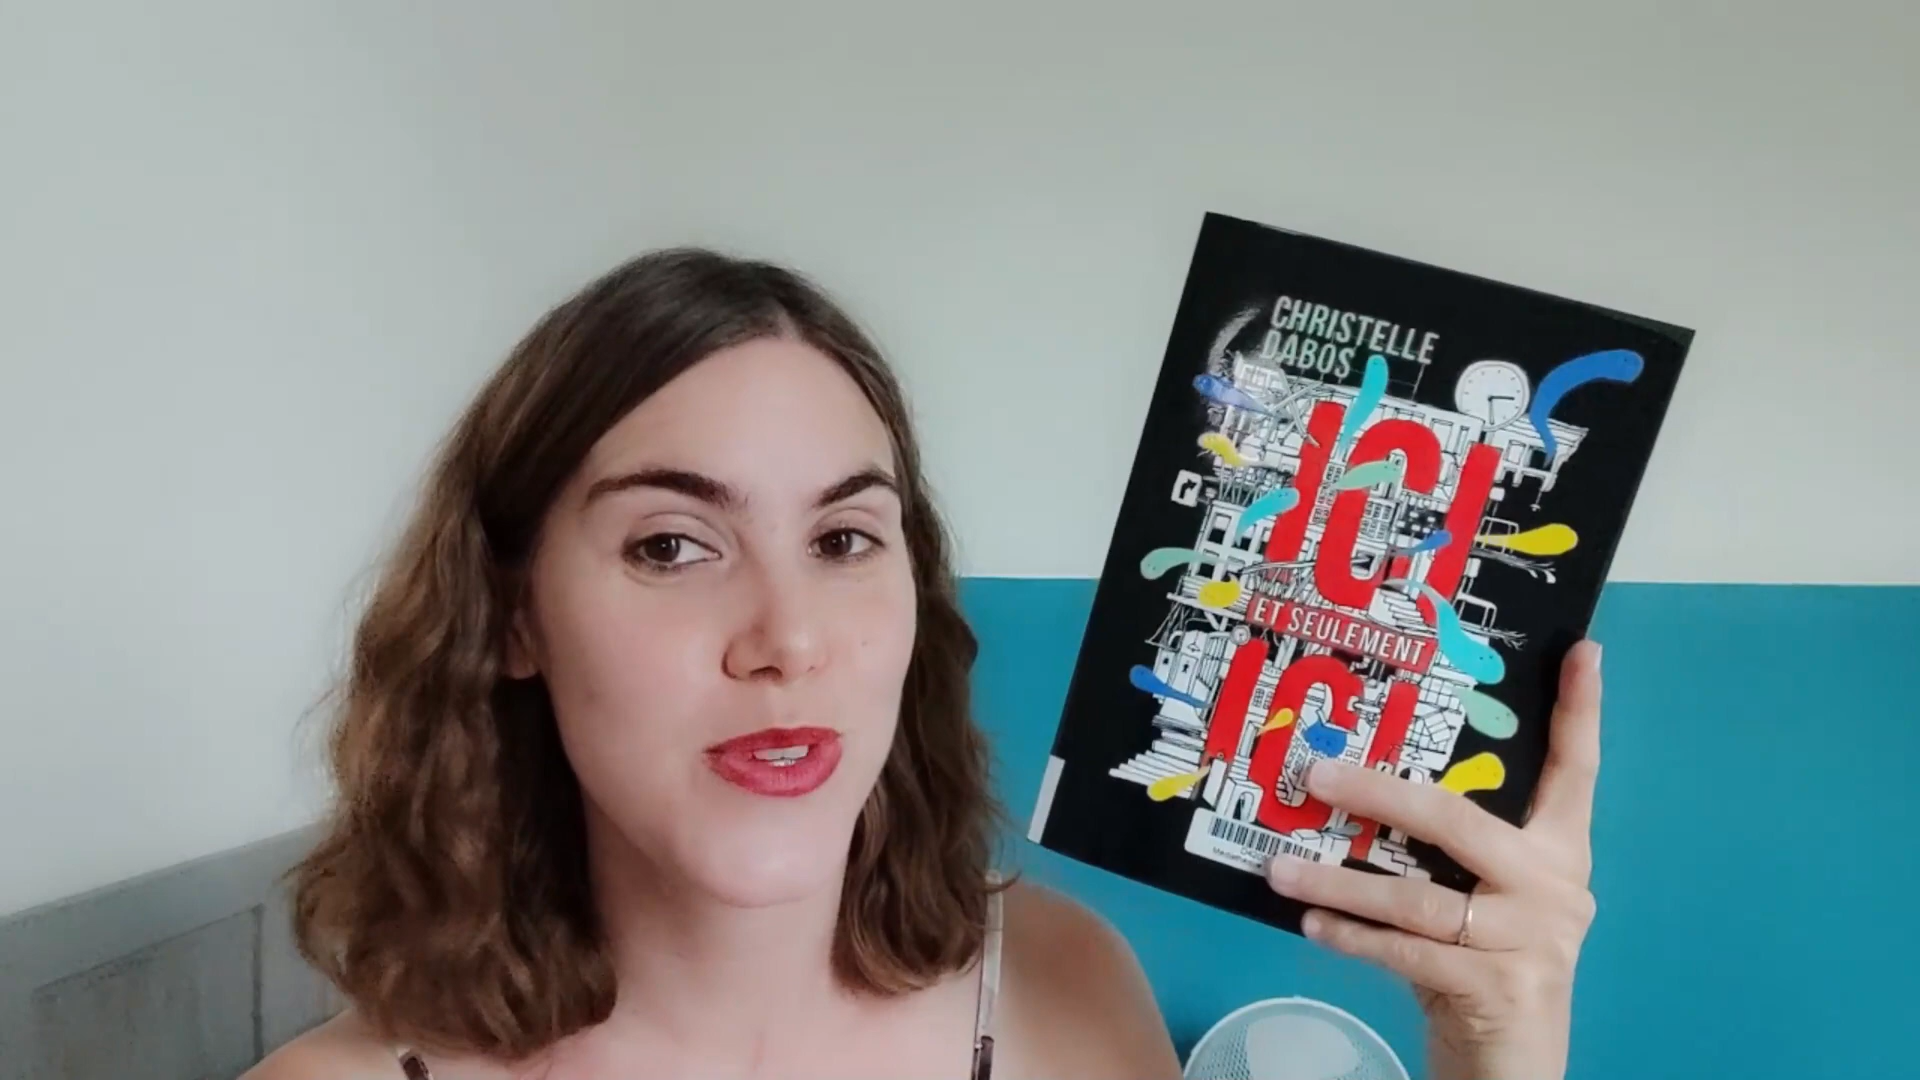 CHRISTELLE
DABOS
ICI
ET SEULEMENT
ICI